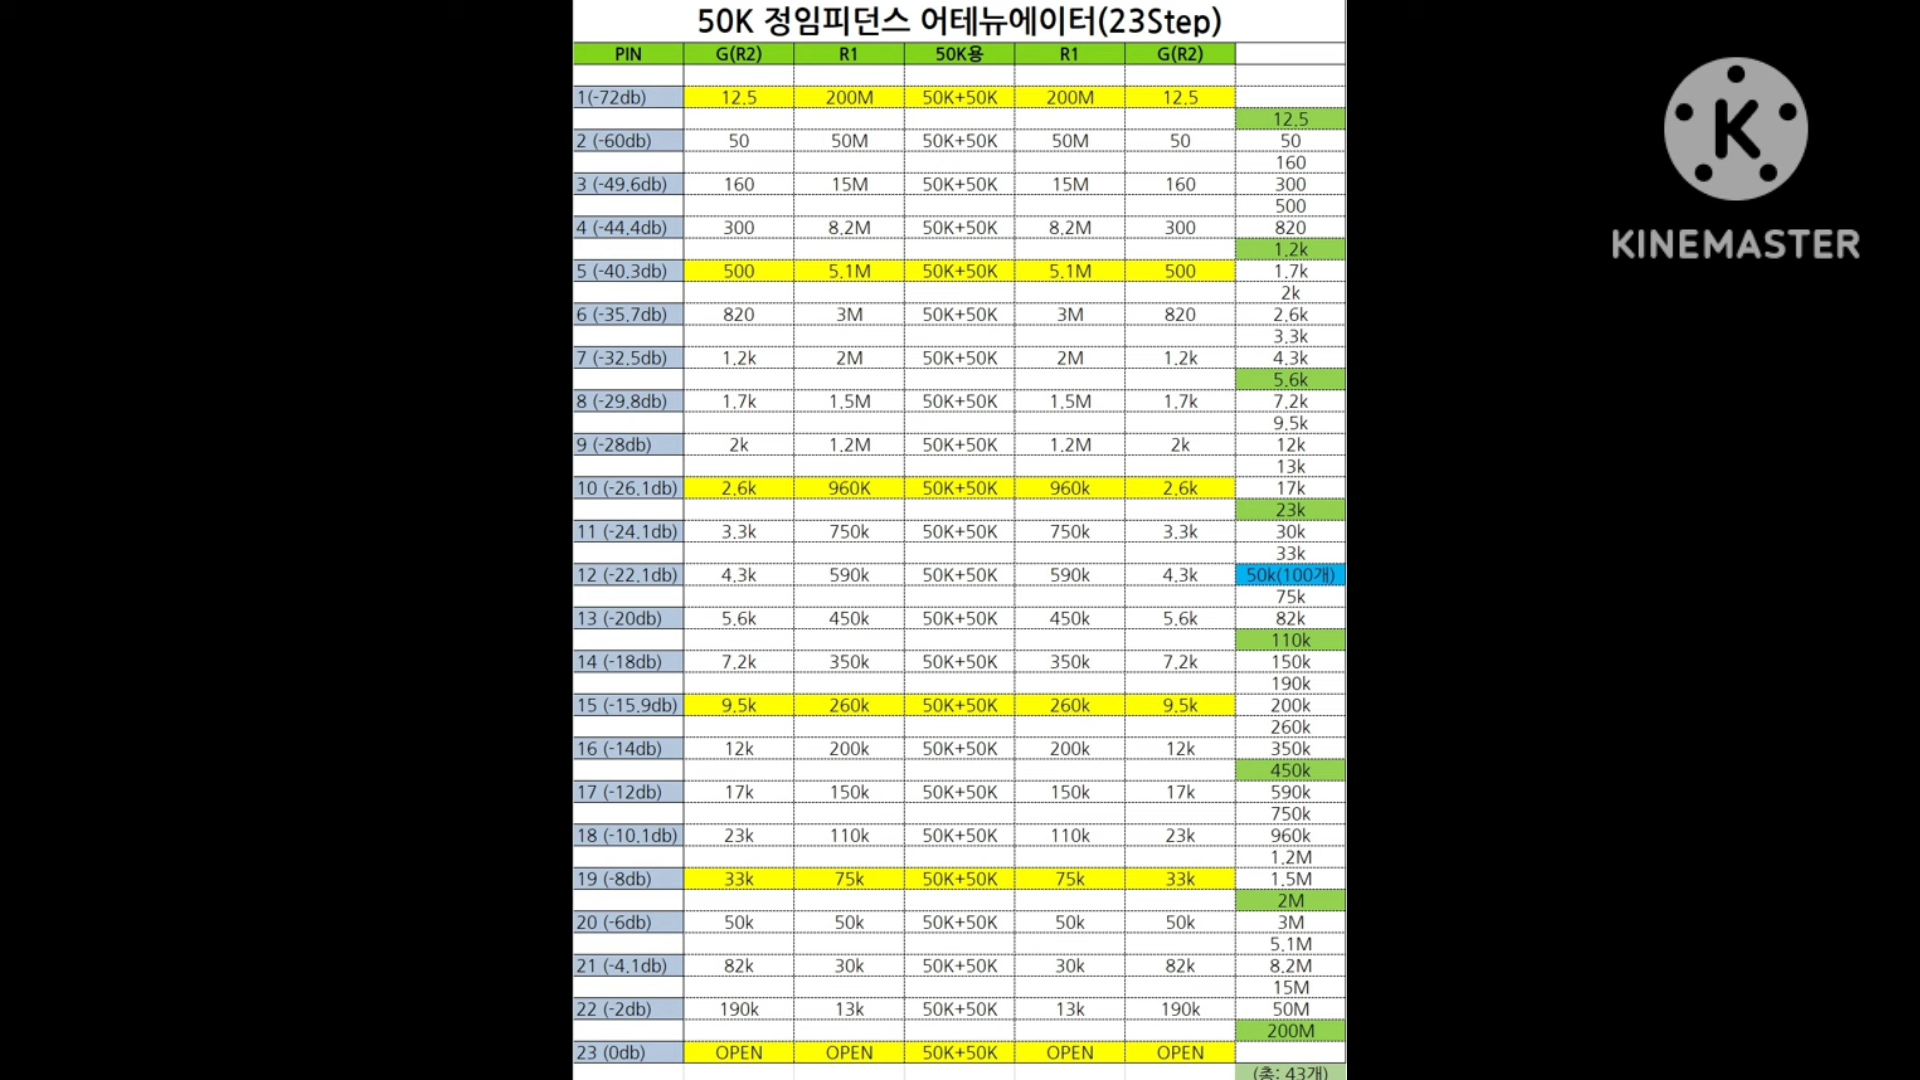 50K 정임피던스 어테뉴에이터(23Step)
PIN G(R2) R1 50K용 R1 G(R2)
1(-72db) 12.5 200M 50K+50K 200M 12.5
12.5
2 (-60db) 50 50M 50K+50K 50M 50 50
160
3 (-49.6db) 160 15M 50K+50K 15M 160 300
500
4 (-44.4db) 300 8.2M 50K+50K 8.2M 300 820
1.2k
5 (-40.3db) 500 5.1M 50K+50K 5.1M 500 1.7k
2k
6 (-35.7db) 820 3M 50K+50K 3M 820 2.6k
3.3k
7 (-32.5db) 1.2k 2M 50K+50K 2M 1.2k 4.3k
5.6k
8 (-29.8db) 1.7k 1.5M 50K+50K 1.5M 1.7k 7.2k
9.5k
9 (-28db) 2k 1.2M 50K+50K 1.2M 2k 12k
13k
10 (-26.1db) 2.6k 960K 50K+50K 960k 2.6k 17k
23k
11 (-24.1db) 3.3k 750k 50K+50K 750k 3.3k 30k
33k
12 (-22.1db) 4.3k 590k 50K+50K 590k 4.3k 50k(100개)
75k
13 (-20db) 5.6k 450k 50K+50K 450k 5.6k 82k
110k
14 (-18db) 7.2k 350k 50K+50K 350k 7.2k 150k
190k
15 (-15.9db) 9.5k 260k 50K+50K 260k 9.5k 200k
260k
16 (-14db) 12k 200k 50K+50K 200k 12k 350k
450k
17 (-12db) 17k 150k 50K+50K 150k 17k 590k
750k
18 (-10.1db) 23k 110k 50K+50K 110k 23k 960k
1.2M
19 (-8db) 33k 75k 50K+50K 75k 33k 1.5M
2M
20 (-6db) 50k 50k 50K+50K 50k 50k 3M
5.1M
21 (-4.1db) 82k 30k 50K+50K 30k 82k 8.2M
15M
22 (-2db) 190k 13k 50K+50K 13k 190k 50M
200M
23 (0db) OPEN OPEN 50K+50K OPEN OPEN
(총: 43개)
K
KINEMASTER